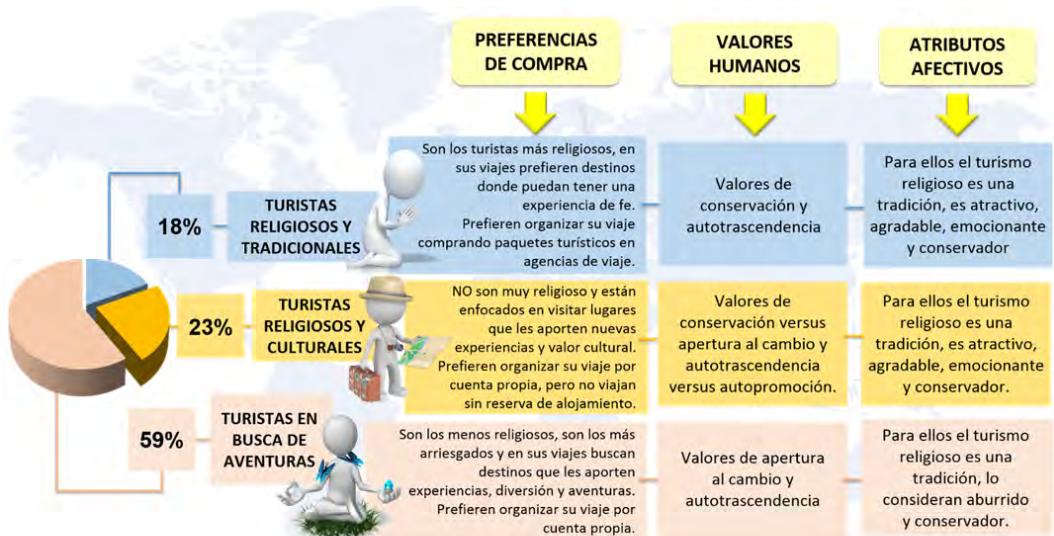 PREFERENCIAS
DE COMPRA
VALORES
HUMANOS
ATRIBUTOS
AFECTIVOS
18%
TURISTAS
RELIGIOSOS Y
TRADICIONALES
Son los turistas más religiosos, en
sus viajes prefieren destinos
donde puedan tener una
experiencia de fe.
Prefieren organizar su viaje
comprando paquetes turísticos en
agencias de viaje.
Valores de
conservación y
autotrascendencia
Para ellos el turismo
religioso es una
tradición, es atractivo,
agradable, emocionante
y conservador
23%
TURISTAS
RELIGIOSOS Y
CULTURALES
NO son muy religioso y están
enfocados en visitar lugares
que les aporten nuevas
experiencias y valor cultural.
Prefieren organizar su viaje por
cuenta propia, pero no viajan
sin reserva de alojamiento.
Valores de
conservación versus
apertura al cambio y
autotrascendencia
versus autopromoción.
Para ellos el turismo
religioso es una
tradición, es atractivo,
agradable, emocionante
y conservador.
59%
TURISTAS EN
BUSCA DE
AVENTURAS
Son los menos religiosos, son los más
arriesgados y en sus viajes buscan
destinos que les aporten
experiencias, diversión y aventuras.
Prefieren organizar su viaje por
cuenta propia.
Valores de apertura
al cambio y
autotrascendencia
Para ellos el turismo
religioso es una
tradición, lo
consideran aburrido
y conservador.